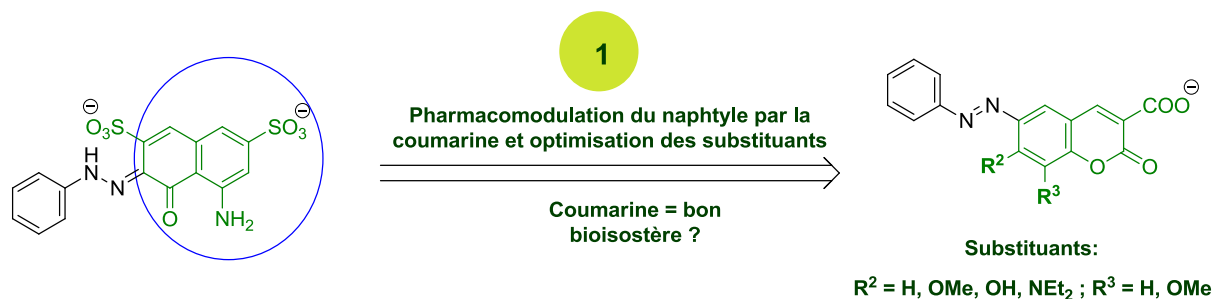 1
Pharmacomodulation du naphtyle par la
coumarine et optimisation des substituants
Coumarine = bon
bioisostère ?
⊖
⊖
O₃S
SO₃
H
N
N
O
NH₂
N
N
R²
R³
O
O
COO
⊖
Substituants:
R² = H, OMe, OH, NEt₂ ; R³ = H, OMe